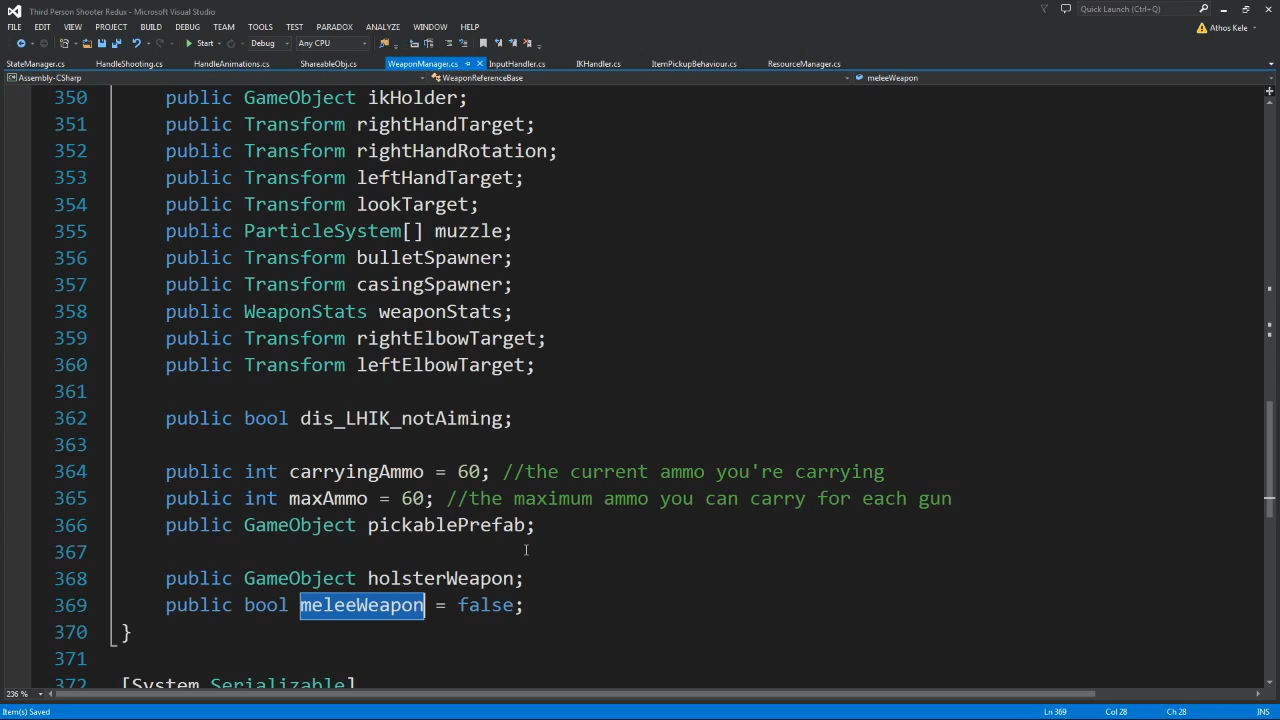 Third Person Shooter Redux - Microsoft Visual Studio
Quick Launch (Ctrl+Q)
FILE EDIT VIEW PROJECT BUILD DEBUG TEAM TOOLS TEST PARADOX ANALYZE WINDOW HELP
Athos Kele
Start Debug Any CPU
StateManager.cs HandleShooting.cs HandleAnimations.cs ShareableObj.cs WeaponManager.cs InputHandler.cs IKHandler.cs ItemPickupBehaviour.cs ResourceManager.cs
Assembly-CSharp WeaponReferenceBase meleeWeapon
350 public GameObject ikHolder;
351 public Transform rightHandTarget;
352 public Transform rightHandRotation;
353 public Transform leftHandTarget;
354 public Transform lookTarget;
355 public ParticleSystem[] muzzle;
356 public Transform bulletSpawner;
357 public Transform casingSpawner;
358 public WeaponStats weaponStats;
359 public Transform rightElbowTarget;
360 public Transform leftElbowTarget;
361
362 public bool dis_LHIK_notAiming;
363
364 public int carryingAmmo = 60; //the current ammo you're carrying
365 public int maxAmmo = 60; //the maximum ammo you can carry for each gun
366 public GameObject pickablePrefab;
367
368 public GameObject holsterWeapon;
369 public bool meleeWeapon = false;
370 }
371
372 [System.Serializable]
236 %
Item(s) Saved Ln 369 Col 28 Ch 28 INS